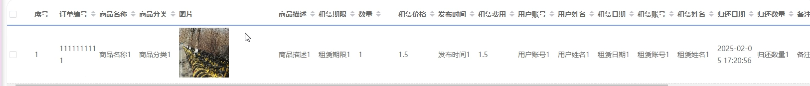 序号 订单编号 商品名称 商品分类 图片 商品描述 租赁期限 数量 租赁价格 发布时间 租赁费用 用户账号 用户姓名 租赁日期 租赁账号 租赁姓名 归还日期 归还数量 备注
1 1111111111 商品名称1 商品分类1 商品描述1 租赁期限1 1 1.5 发布时间1 1.5 用户账号1 用户姓名1 租赁日期1 租赁账号1 租赁姓名1 2025-02-0 归还数量1 备注
1 5 17:20:56